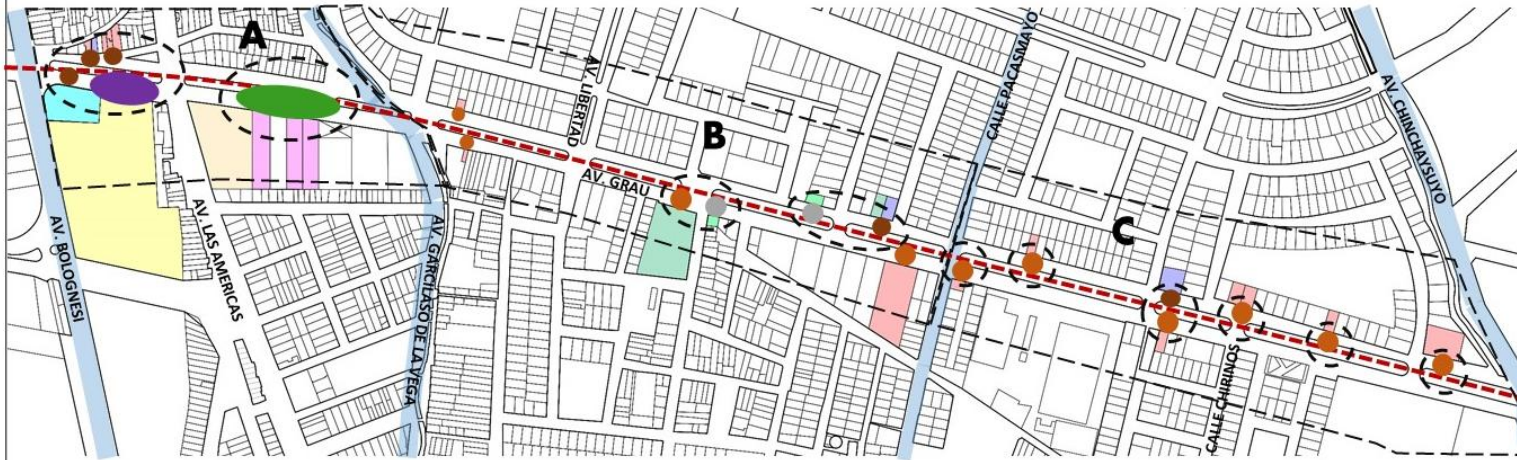 A
B
C
AV. LIBERTAD
CALLE PACASMAYO
AV. CHINCHAYSUYO
AV. GRAU
AV. BOLOGNESI
AV. LAS AMERICAS
AV. GARCILASO DE LA VEGA
CALLE CHIRINOS